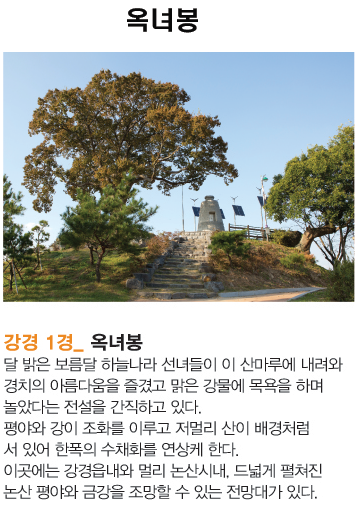 옥녀봉
강경 1경_ 옥녀봉
달 밝은 보름달 하늘나라 선녀들이 이 산마루에 내려와
경치의 아름다움을 즐겼고 맑은 강물에 목욕을 하며
놀았다는 전설을 간직하고 있다.
평야와 강이 조화를 이루고 저멀리 산이 배경처럼
서 있어 한폭의 수채화를 연상케 한다.
이곳에는 강경읍내와 멀리 논산시내, 드넓게 펼쳐진
논산 평야와 금강을 조망할 수 있는 전망대가 있다.